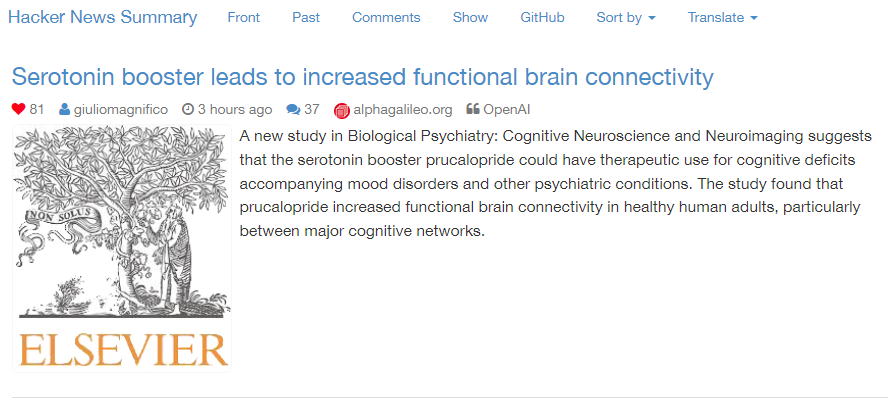 Hacker News Summary Front Past Comments Show GitHub Sort by Translate
Serotonin booster leads to increased functional brain connectivity
81 giuliomagnifico 3 hours ago 37 alphagalileo.org OpenAI
A new study in Biological Psychiatry: Cognitive Neuroscience and Neuroimaging suggests
that the serotonin booster prucalopride could have therapeutic use for cognitive deficits
accompanying mood disorders and other psychiatric conditions. The study found that
prucalopride increased functional brain connectivity in healthy human adults, particularly
between major cognitive networks.
NON SOLUS
ELSEVIER